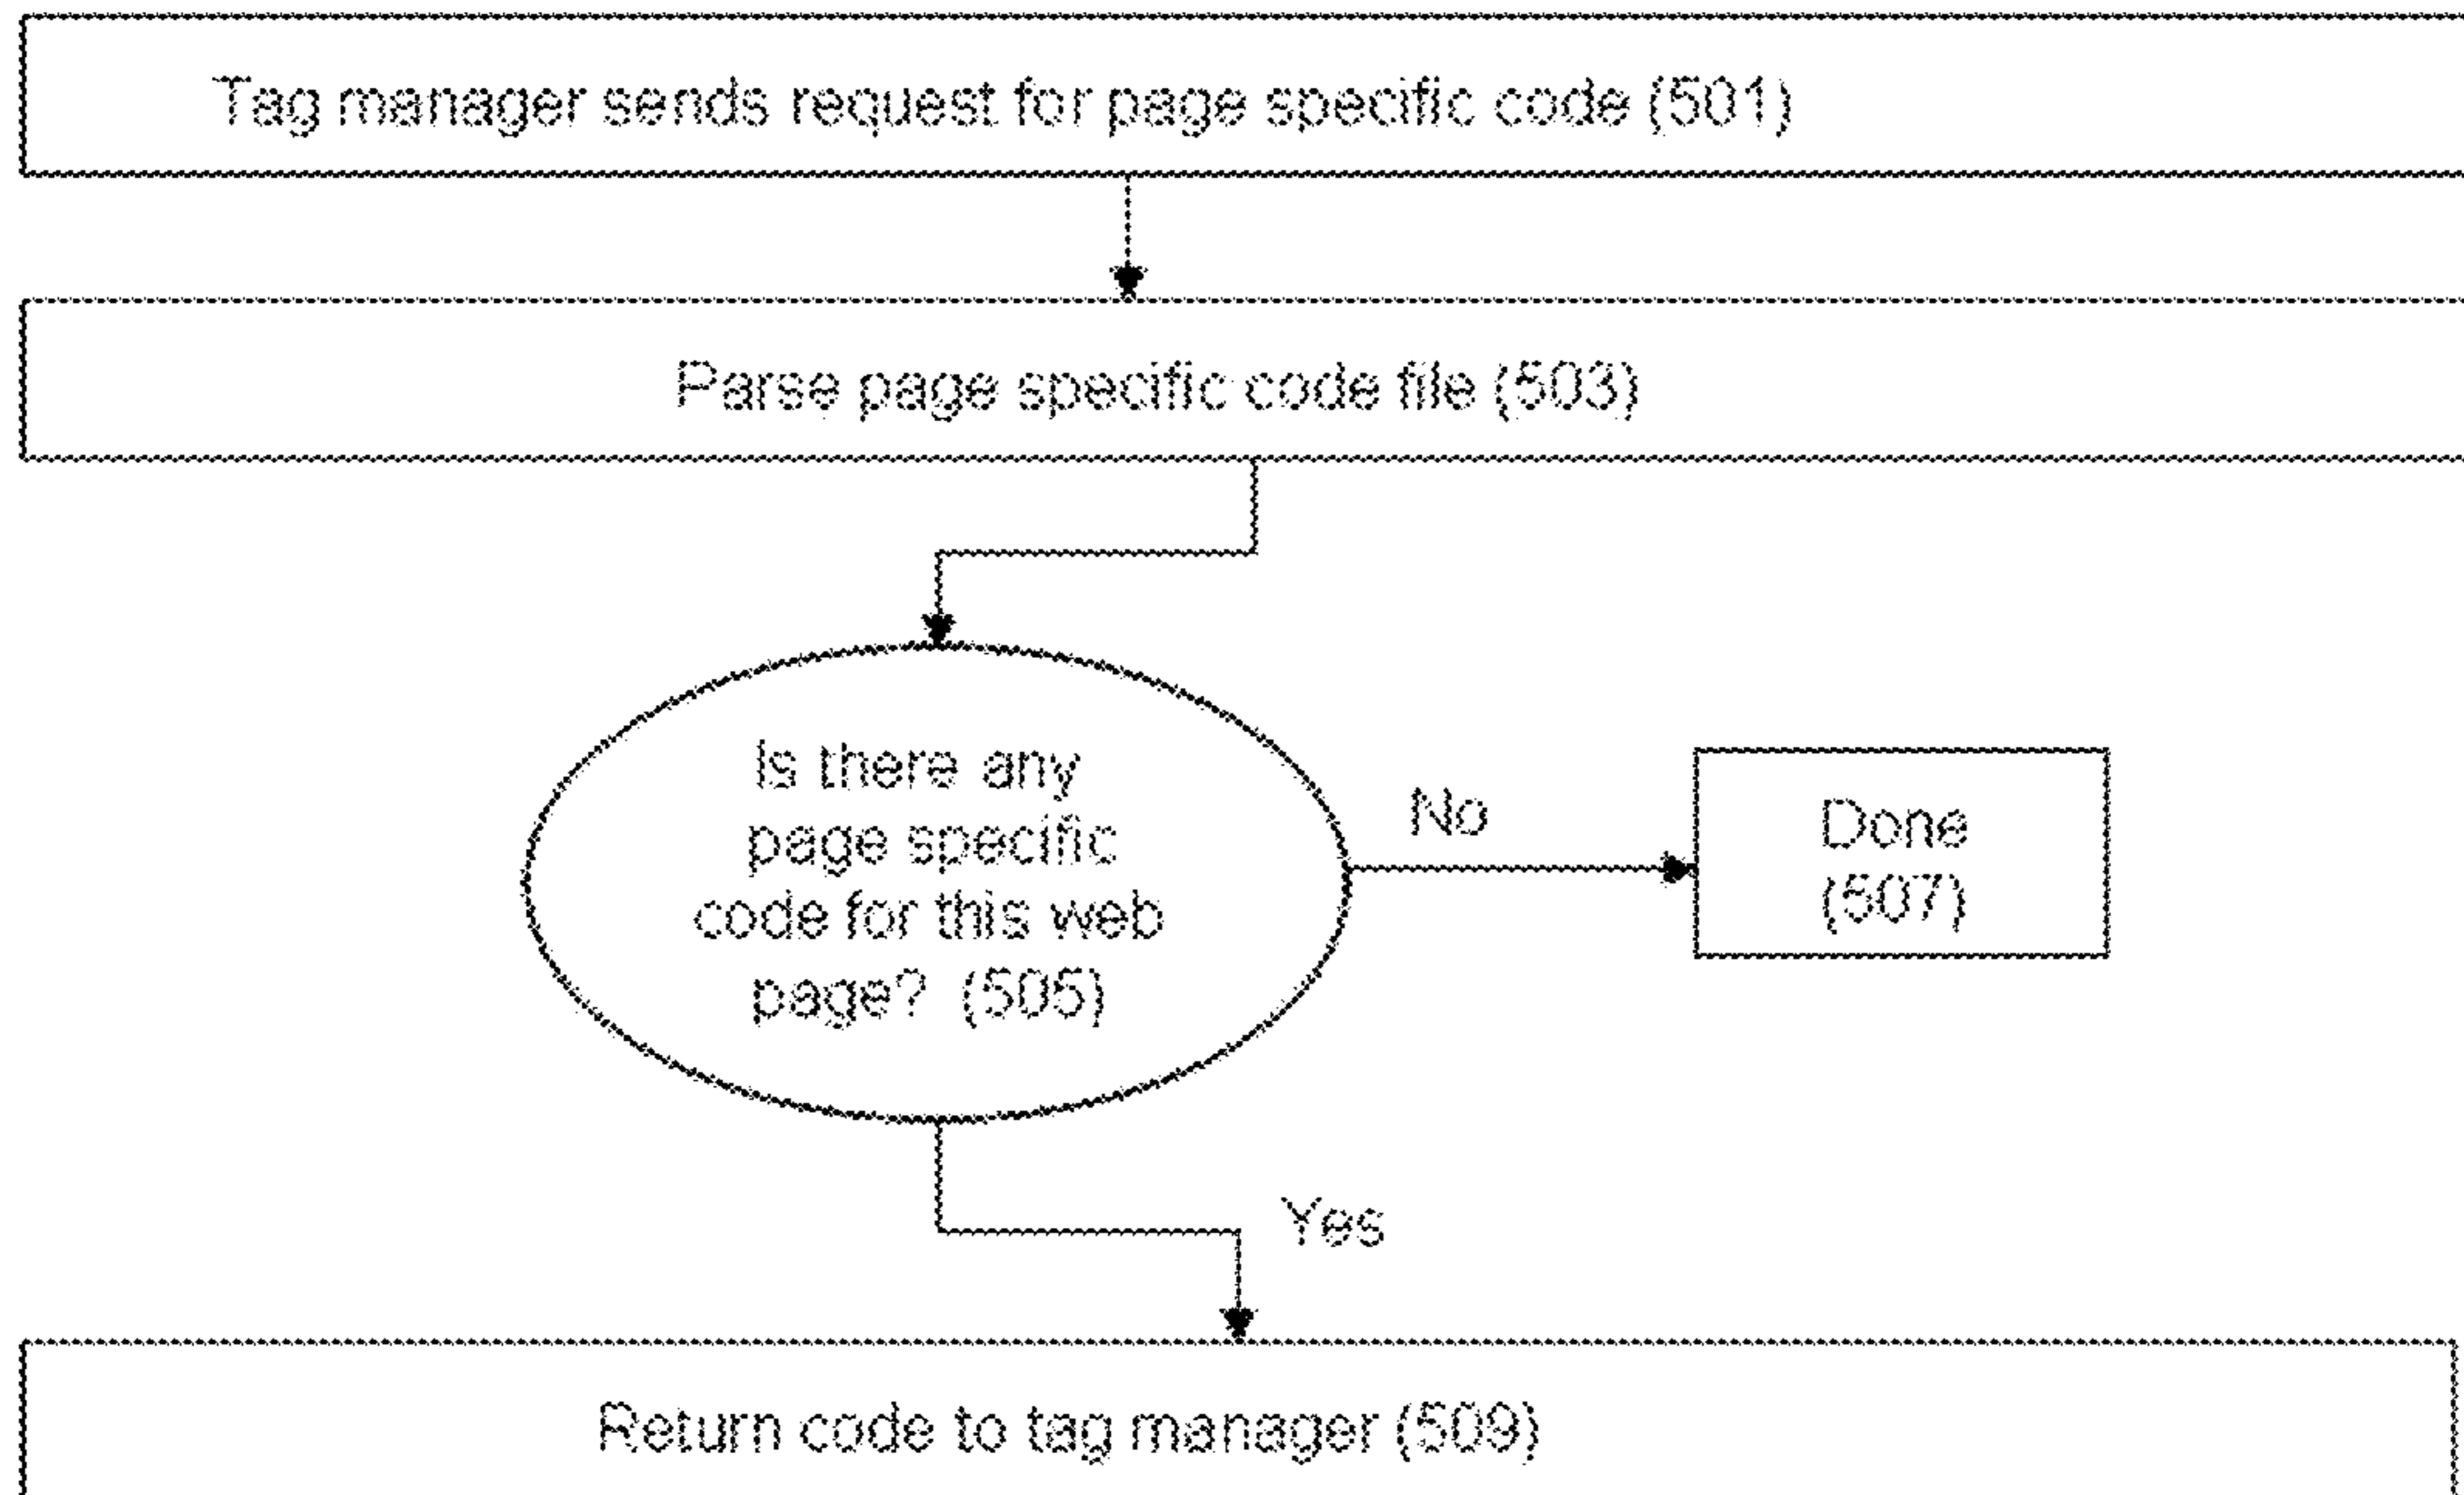 Tag manager sends request for page specific code (501)
Parse page specific code file (503)
Is there any
page specific
code for this web
page? (505)
No
Done
(507)
Yes
Return code to tag manager (509)